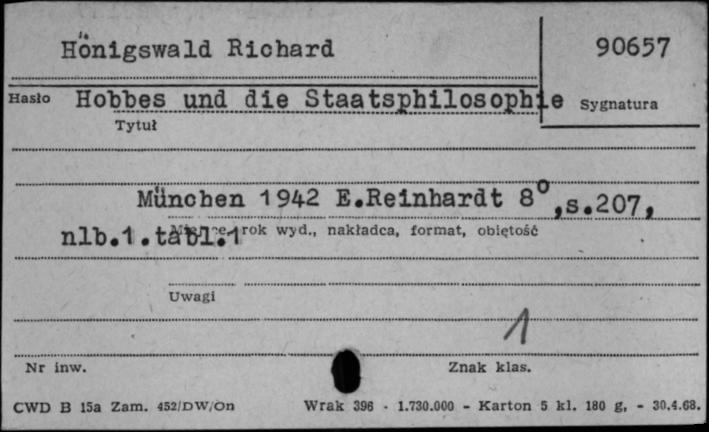 Hönigswald Richard
90657
Hasło Hobbes und die Staatsphilosophie
Sygnatura
Tytuł
München 1942 E.Reinhardt 8⁰,s.207,
nlb.1.tabl.1
Miejsce, rok wyd., nakładca, format, objętość
Uwagi
1
Nr inw.
Znak klas.
CWD B 15a Zam. 452/DW/On Wrak 396 - 1.730.000 - Karton 5 kl. 180 g, - 30.4.68.